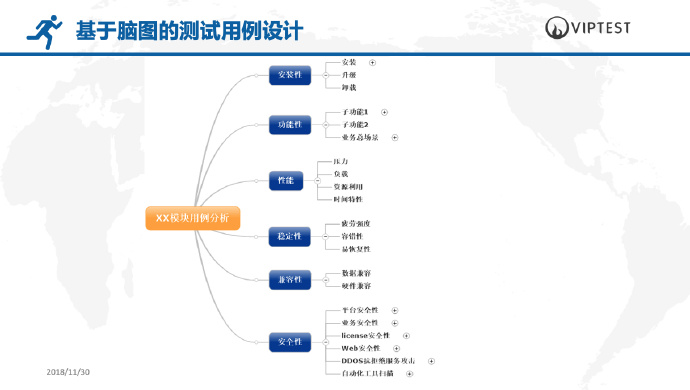 基于脑图的测试用例设计
VIPTEST
XX模块用例分析
安装性
安装
升级
卸载
功能性
子功能1
子功能2
业务总场景
性能
压力
负载
资源利用
时间特性
稳定性
疲劳强度
容错性
易恢复性
兼容性
数据兼容
硬件兼容
安全性
平台安全性
业务安全性
license安全性
Web安全性
DDOS抗拒绝服务攻击
自动化工具扫描
2018/11/30